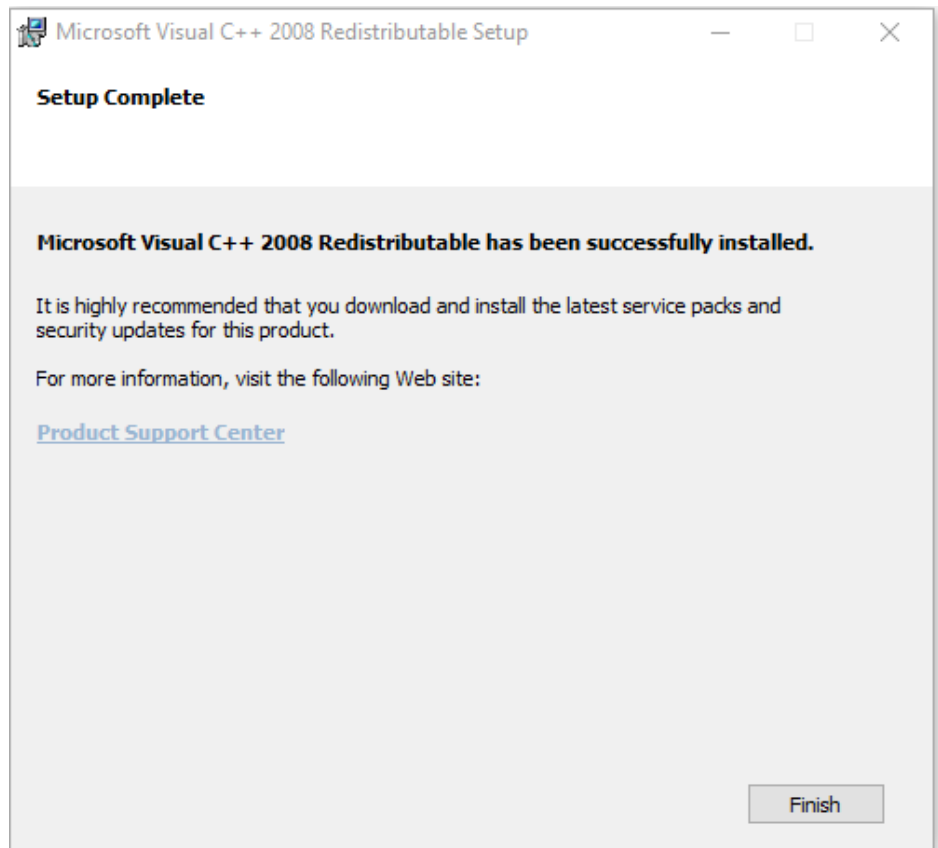 Microsoft Visual C++ 2008 Redistributable Setup
Setup Complete
Microsoft Visual C++ 2008 Redistributable has been successfully installed.
It is highly recommended that you download and install the latest service packs and
security updates for this product.
For more information, visit the following Web site:
Product Support Center
Finish